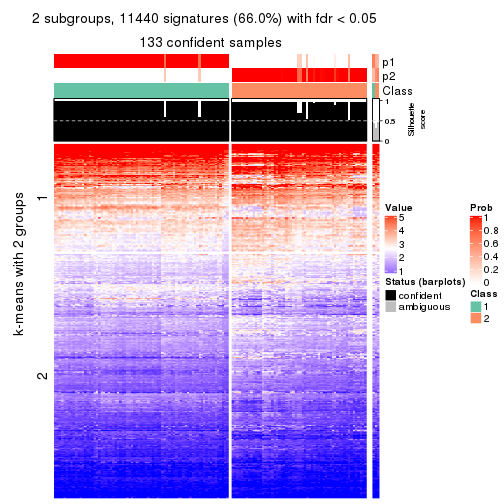 2 subgroups, 11440 signatures (66.0%) with fdr < 0.05
133 confident samples
p1
p2
Class
1
0.5
0
Silhouette
score
k-means with 2 groups
1
2
Value
5
4
3
2
1
Prob
1
0.8
0.6
0.4
0.2
0
Status (barplots)
confident
ambiguous
Class
1
2